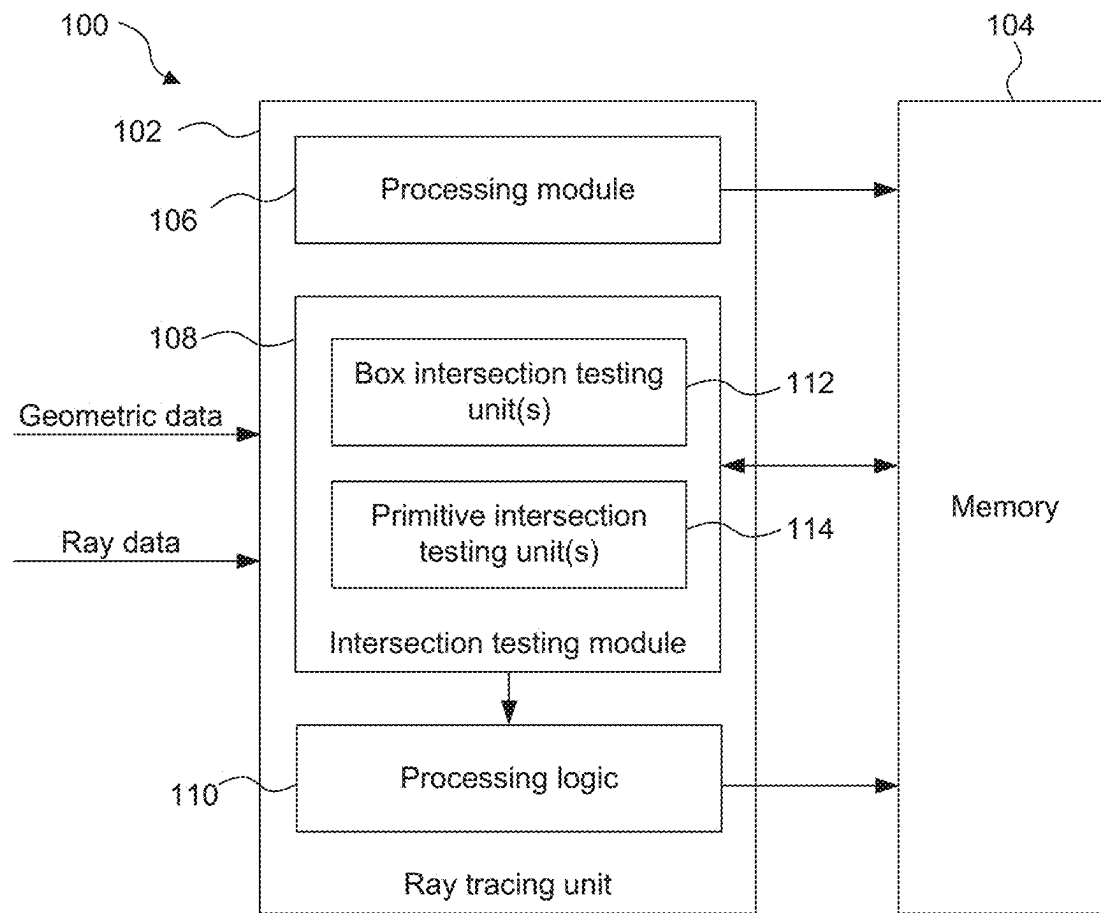 100
104
102
Processing module
106
108
Box intersection testing
unit(s)
112
Geometric data
Primitive intersection
testing unit(s)
114
Memory
Ray data
Intersection testing module
Processing logic
110
Ray tracing unit